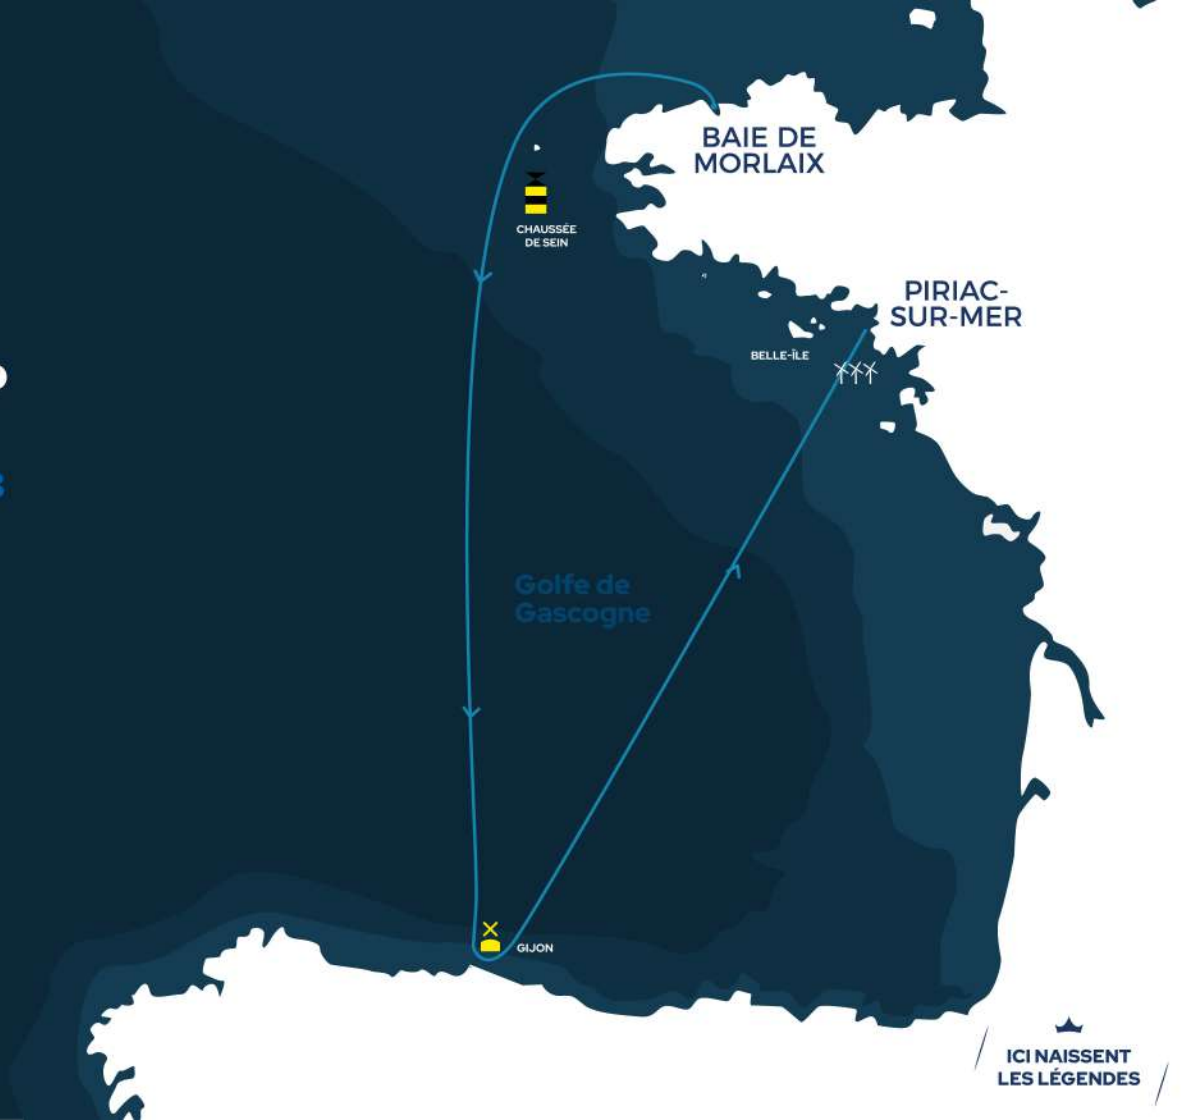 BAIE DE
MORLAIX
CHAUSSÉE
DE SEIN
PIRIAC-
SUR-MER
BELLE-ÎLE
Golfe de
Gascogne
GIJON
ICI NAISSENT
LES LÉGENDES